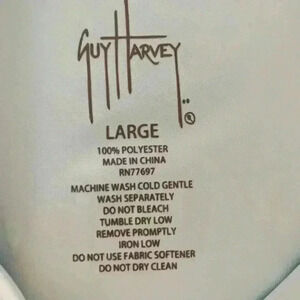 GUY HARVEY
®
LARGE
100% POLYESTER
MADE IN CHINA
RN77697
MACHINE WASH COLD GENTLE
WASH SEPARATELY
DO NOT BLEACH
TUMBLE DRY LOW
REMOVE PROMPTLY
IRON LOW
DO NOT USE FABRIC SOFTENER
DO NOT DRY CLEAN